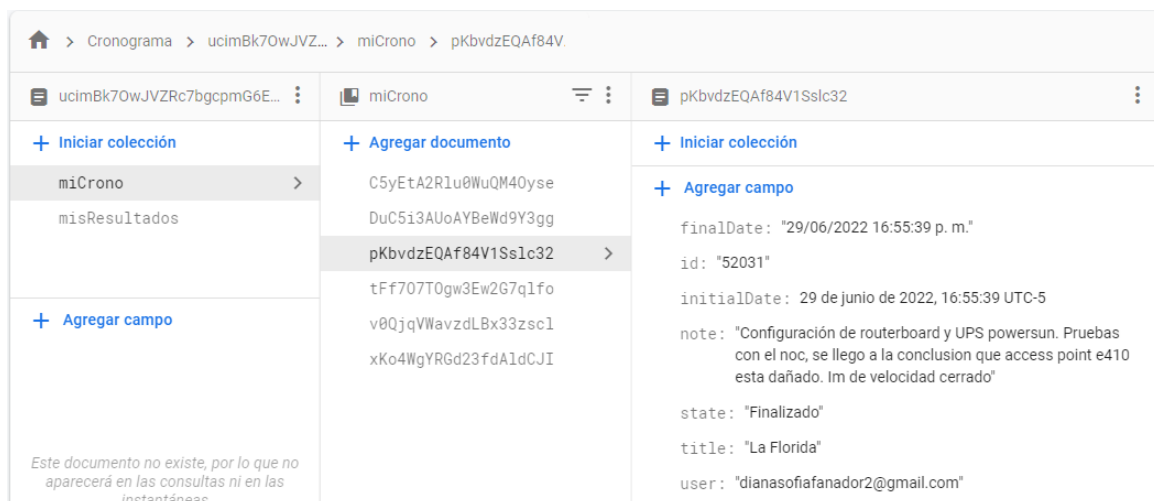 Cronograma > ucimBk7OwJVZ... > miCrono > pKbvdzEQAf84V.
ucimBk7OwJVZRc7bgcpmG6E...
+ Iniciar colección
miCrono
misResultados
+ Agregar campo
Este documento no existe, por lo que no
aparecerá en las consultas ni en las
instantáneas
miCrono
+ Agregar documento
C5yEtA2Rlu0WuQM4Oyse
DuC5i3AUoAYBeWd9Y3gg
pKbvdzEQAf84V1Sslc32
tFf7O7TOgw3Ew2G7qlfo
v0QjqVWavzdLBx33zscl
xKo4WgYRGd23fdAldCJI
pKbvdzEQAf84V1Sslc32
+ Iniciar colección
+ Agregar campo
finalDate: "29/06/2022 16:55:39 p. m."
id: "52031"
initialDate: 29 de junio de 2022, 16:55:39 UTC-5
note: "Configuración de routerboard y UPS powersun. Pruebas
con el noc, se llego a la conclusion que access point e410
esta dañado. Im de velocidad cerrado"
state: "Finalizado"
title: "La Florida"
user: "dianasofiafanador2@gmail.com"